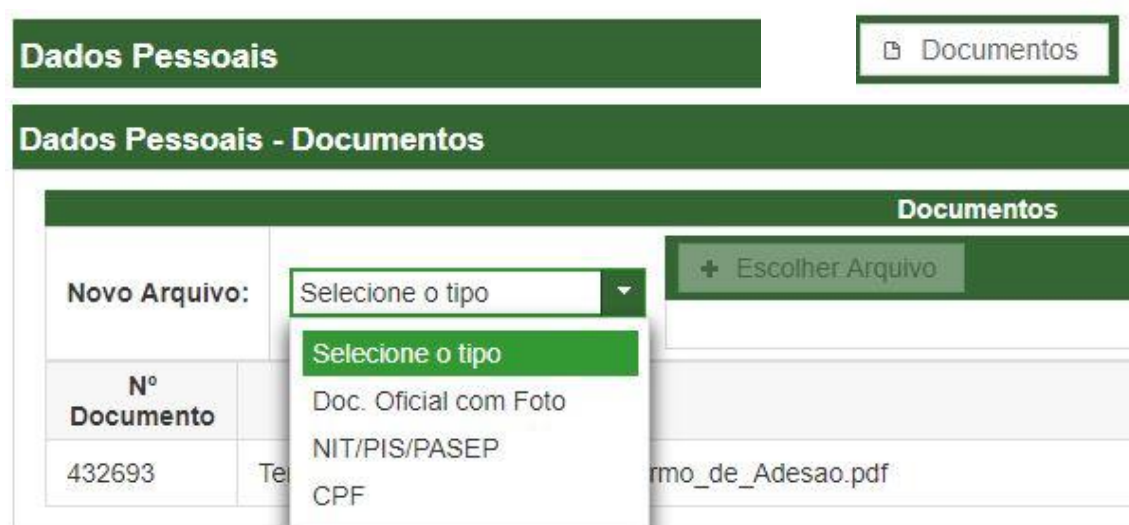 Dados Pessoais
Documentos
Dados Pessoais - Documentos
Documentos
Novo Arquivo:
Selecione o tipo
+ Escolher Arquivo
Selecione o tipo
Doc. Oficial com Foto
NIT/PIS/PASEP
CPF
Nº
Documento
432693
Te
rmo_de_Adesao.pdf